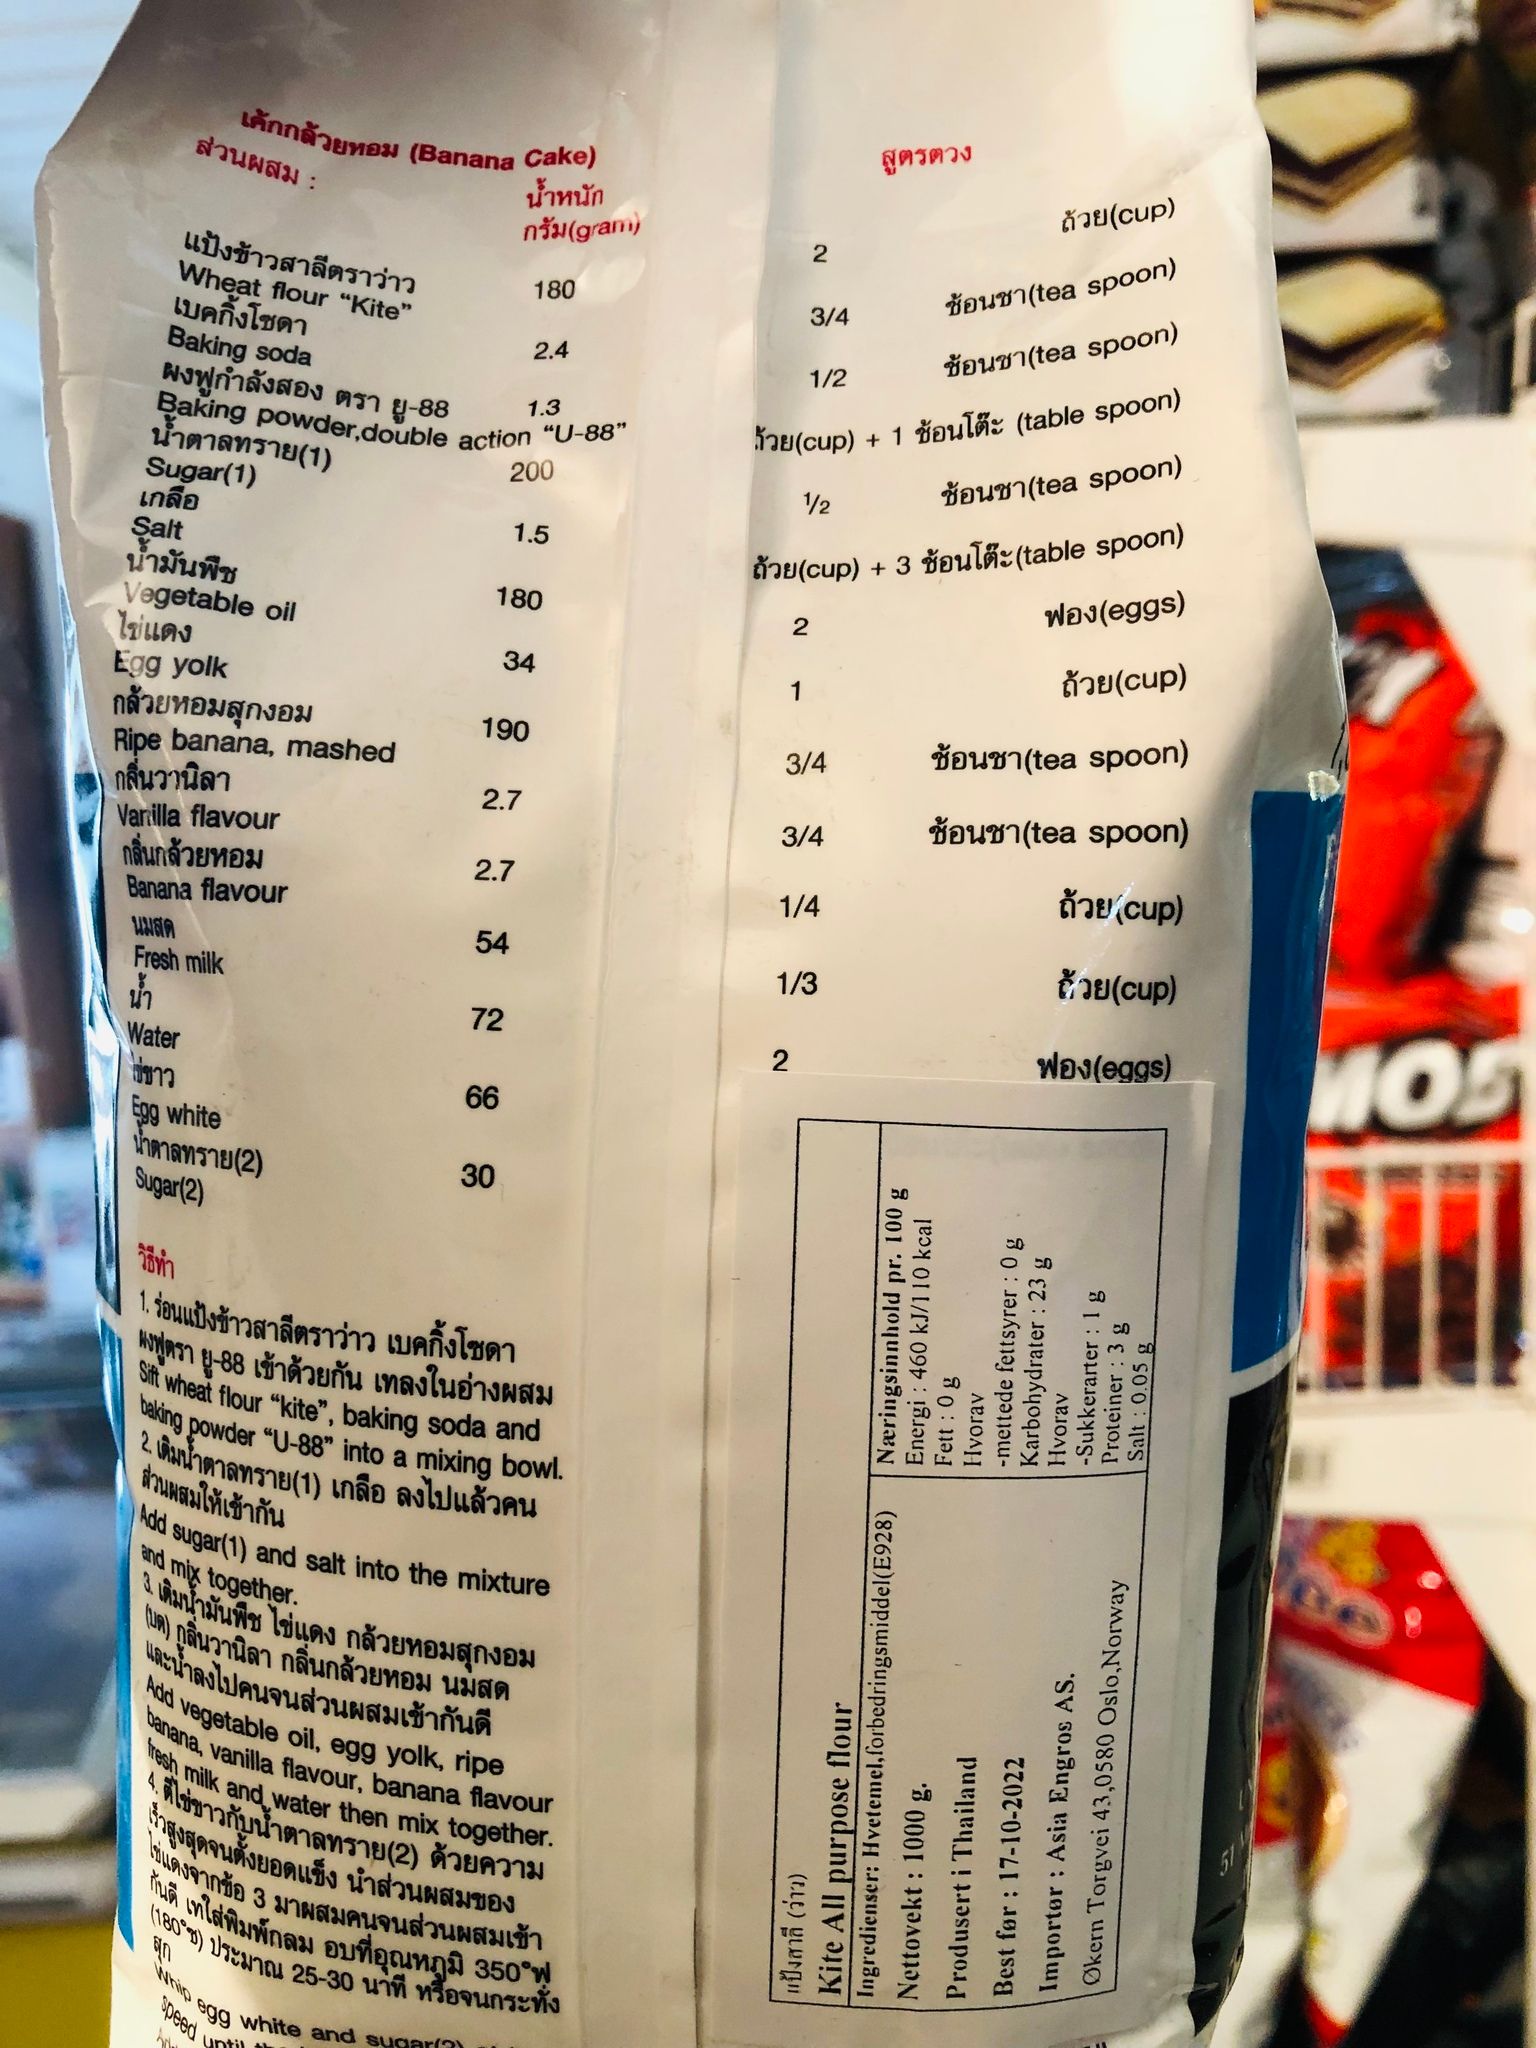 เค้กกล้วยหอม (Banana Cake)
ส่วนผสม :
น้ำหนัก
กรัม(gram)
แป้งข้าวสาลีตราว่าว
Wheat flour “Kite”
180
เบคกิ้งโซดา
Baking soda
2.4
ผงฟูกำลังสอง ตรา ยู-88
Baking powder,double action “U-88”
1.3
น้ำตาลทราย(1)
Sugar(1)
200
เกลือ
Salt
1.5
น้ำมันพืช
Vegetable oil
180
ไข่แดง
Egg yolk
34
กล้วยหอมสุกงอม
Ripe banana, mashed
190
กลิ่นวานิลา
Vanilla flavour
2.7
กลิ่นกล้วยหอม
Banana flavour
2.7
นมสด
Fresh milk
54
น้ำ
Water
72
ไข่ขาว
Egg white
66
น้ำตาลทราย(2)
Sugar(2)
30
วิธีทำ
1. ร่อนแป้งข้าวสาลีตราว่าว เบคกิ้งโซดา
ผงฟูตรา ยู-88 เข้าด้วยกัน เทลงในอ่างผสม
Sift wheat flour “kite”, baking soda and
baking powder “U-88” into a mixing bowl.
2. เติมน้ำตาลทราย(1) เกลือ ลงไปแล้วคน
ส่วนผสมให้เข้ากัน
Add sugar(1) and salt into the mixture
and mix together.
3. เติมน้ำมันพืช ไข่แดง กล้วยหอมสุกงอม
(บด) กลิ่นวานิลา กลิ่นกล้วยหอม นมสด
และน้ำลงไปคนจนส่วนผสมเข้ากันดี
Add vegetable oil, egg yolk, ripe
banana, vanilla flavour, banana flavour
fresh milk and water then mix together.
4. ตีไข่ขาวกับน้ำตาลทราย(2) ด้วยความ
เร็วสูงสุดจนตั้งยอดแข็ง นำส่วนผสมของ
ไข่แดงจากข้อ 3 มาผสมคนจนส่วนผสมเข้า
กันดี เทใส่พิมพ์กลม อบที่อุณหภูมิ 350°ฟ
(180°ซ) ประมาณ 25-30 นาที หรือจนกระทั่ง
สุก
Whip egg white and sugar(2)
speed until
สูตรตวง
2 ถ้วย(cup)
3/4 ช้อนชา(tea spoon)
1/2 ช้อนชา(tea spoon)
ถ้วย(cup) + 1 ช้อนโต๊ะ (table spoon)
1/2 ช้อนชา(tea spoon)
ถ้วย(cup) + 3 ช้อนโต๊ะ(table spoon)
2 ฟอง(eggs)
1 ถ้วย(cup)
3/4 ช้อนชา(tea spoon)
3/4 ช้อนชา(tea spoon)
1/4 ถ้วย(cup)
1/3 ถ้วย(cup)
2 ฟอง(eggs)
แป้งสาลี (ว่าว)
Kite All purpose flour
Ingredienser: Hvetemel,forbedringsmiddel(E928)
Nettovekt : 1000 g.
Produsert i Thailand
Best før : 17-10-2022
Importør : Asia Engros AS.
Økern Torgvei 43,0580 Oslo,Norway
Næringsinnhold pr. 100 g
Energi : 460 kJ/110 kcal
Fett : 0 g
Hvorav
-mettede fettsyrer : 0 g
Karbohydrater : 23 g
Hvorav
-Sukkerarter : 1 g
Proteiner : 3 g
Salt : 0.05 g